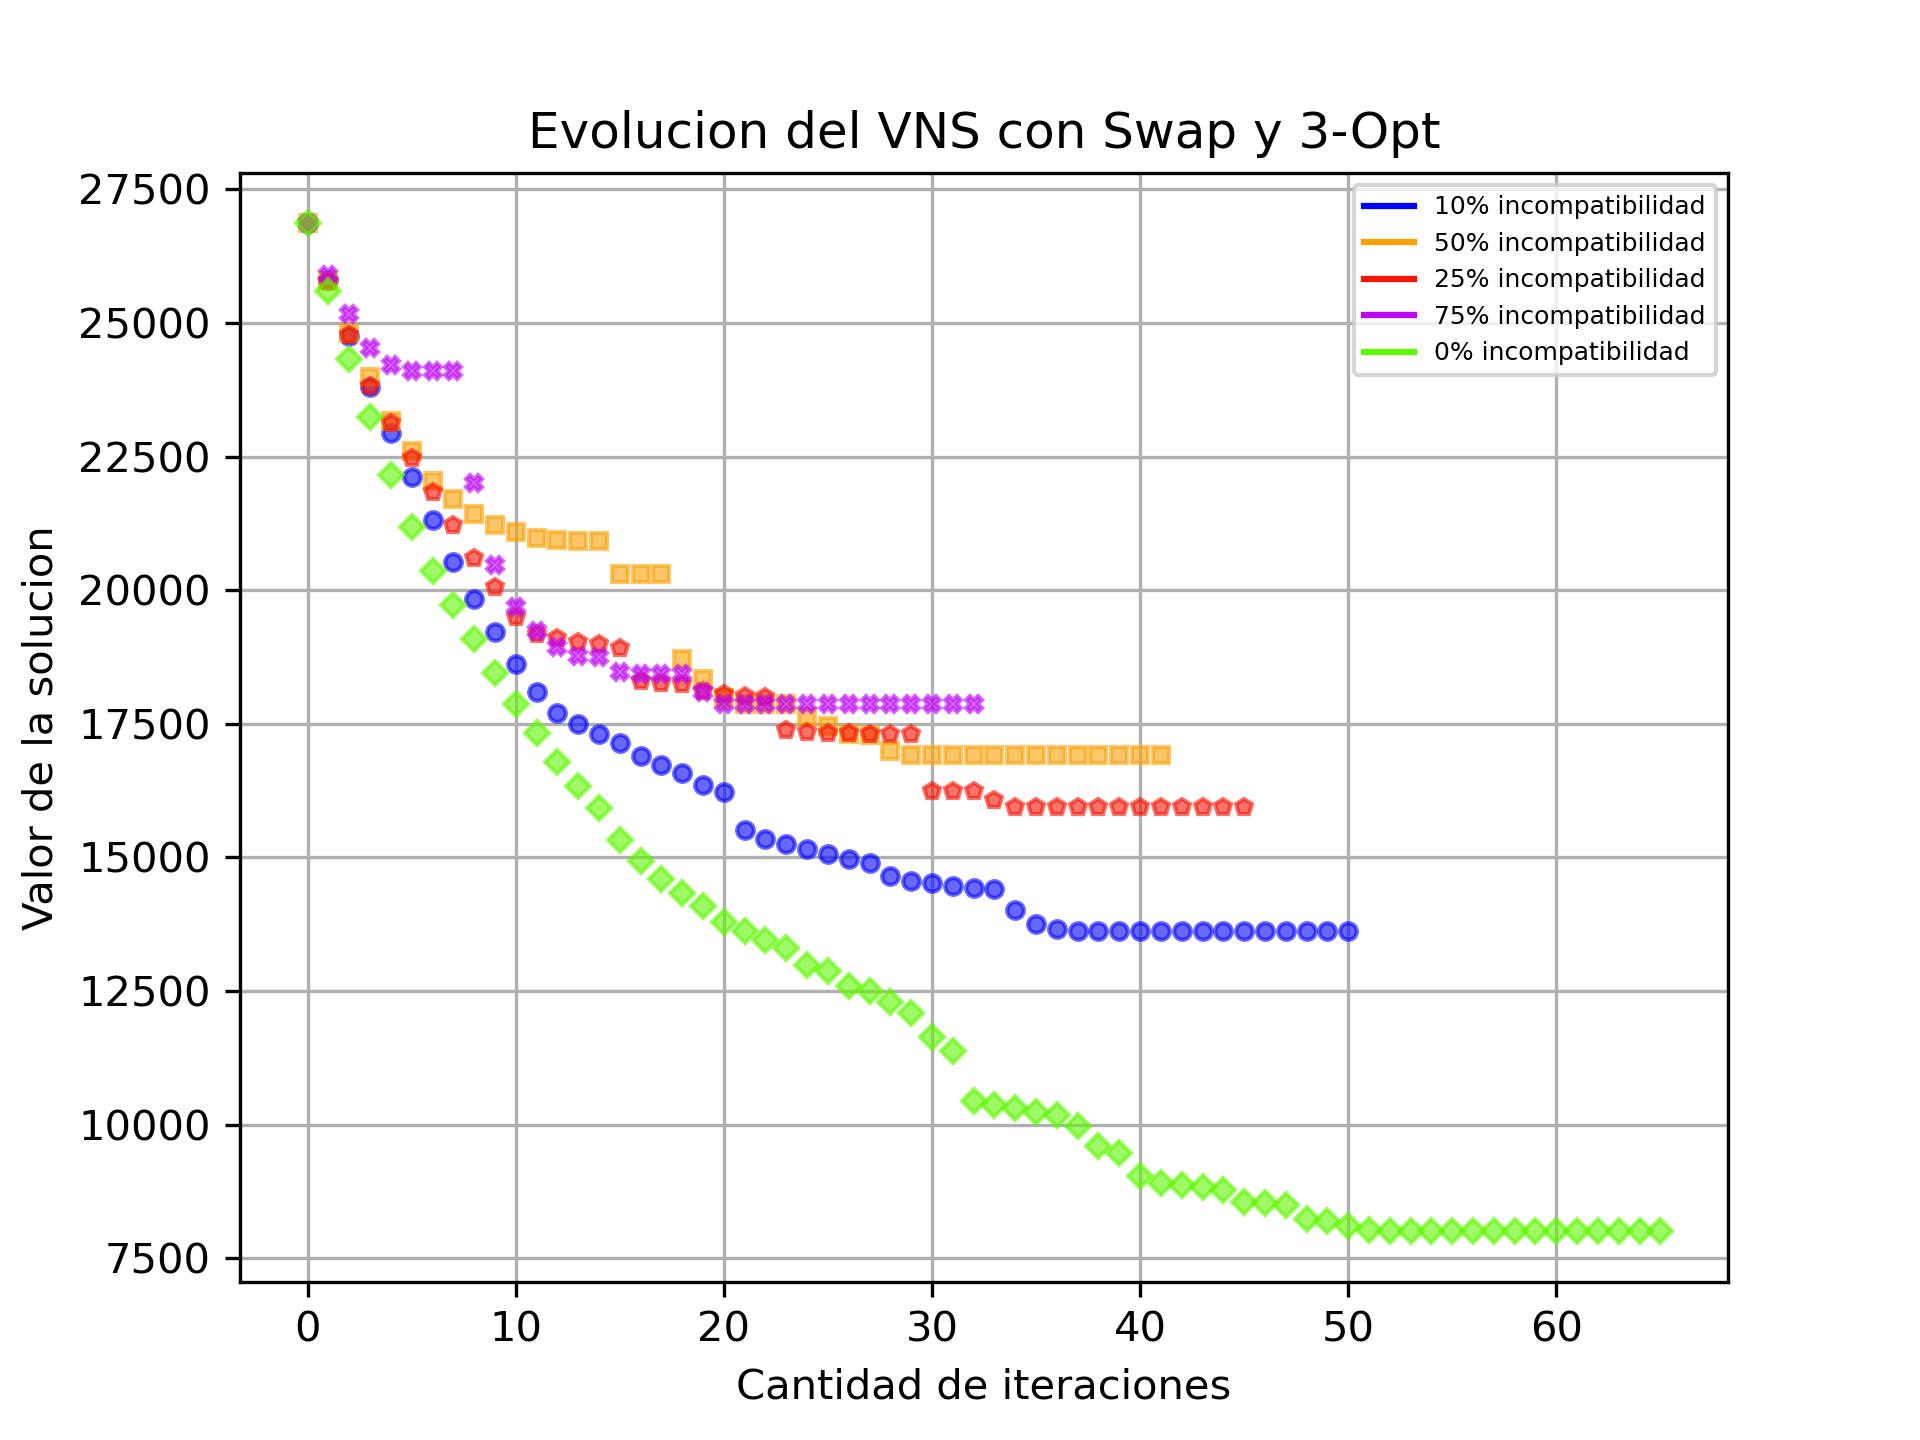 Evolucion del VNS con Swap y 3-Opt
27500
25000
22500
20000
17500
15000
12500
10000
7500
Valor de la solucion
10% incompatibilidad
50% incompatibilidad
25% incompatibilidad
75% incompatibilidad
0% incompatibilidad
0 10 20 30 40 50 60
Cantidad de iteraciones